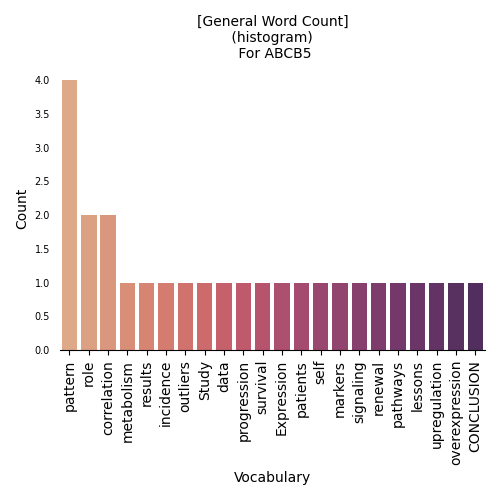 [General Word Count]
(histogram)
For ABCB5
Count
4.0
3.5
3.0
2.5
2.0
1.5
1.0
0.5
0.0
pattern
role
correlation
metabolism
results
incidence
outliers
Study
data
progression
survival
Expression
patients
self
markers
signaling
renewal
pathways
lessons
upregulation
overexpression
CONCLUSION
Vocabulary